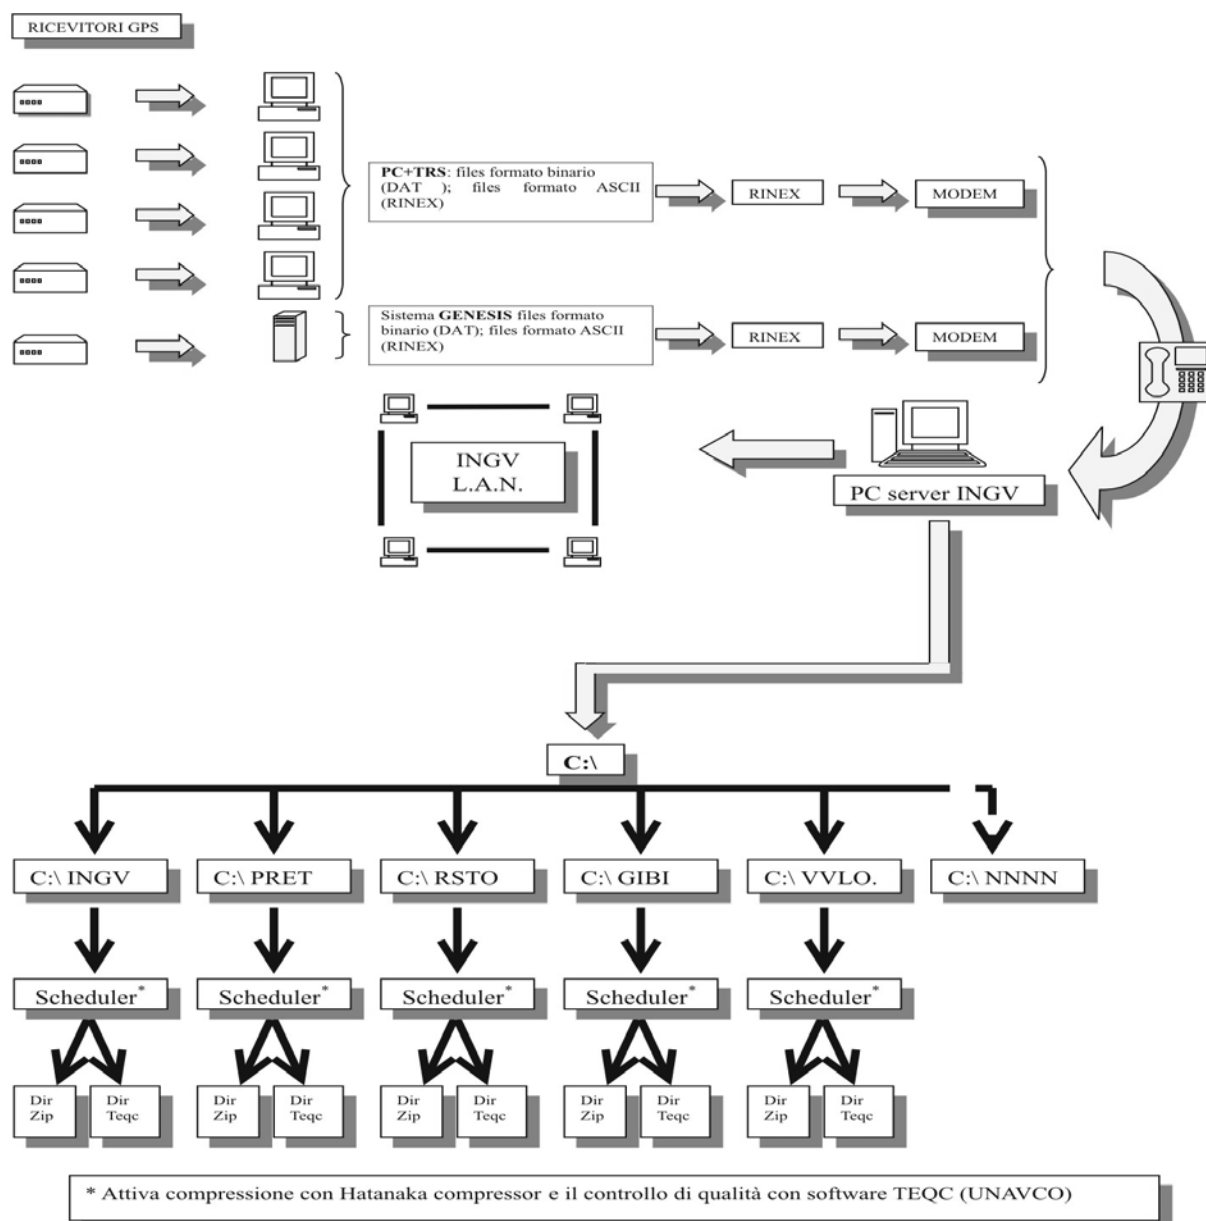 RICEVITORI GPS
PC+TRS: files formato binario
(DAT ); files formato ASCII
(RINEX)
RINEX
MODEM
Sistema GENESIS files formato
binario (DAT); files formato ASCII
(RINEX)
RINEX
MODEM
INGV
L.A.N.
PC server INGV
C:\
C:\ INGV
C:\ PRET
C:\ RSTO
C:\ GIBI
C:\ VVLO.
C:\ NNNN
Scheduler*
Scheduler*
Scheduler*
Scheduler*
Scheduler*
Dir
Zip
Dir
Teqc
Dir
Zip
Dir
Teqc
Dir
Zip
Dir
Teqc
Dir
Zip
Dir
Teqc
Dir
Zip
Dir
Teqc
* Attiva compressione con Hatanaka compressor e il controllo di qualità con software TEQC (UNAVCO)